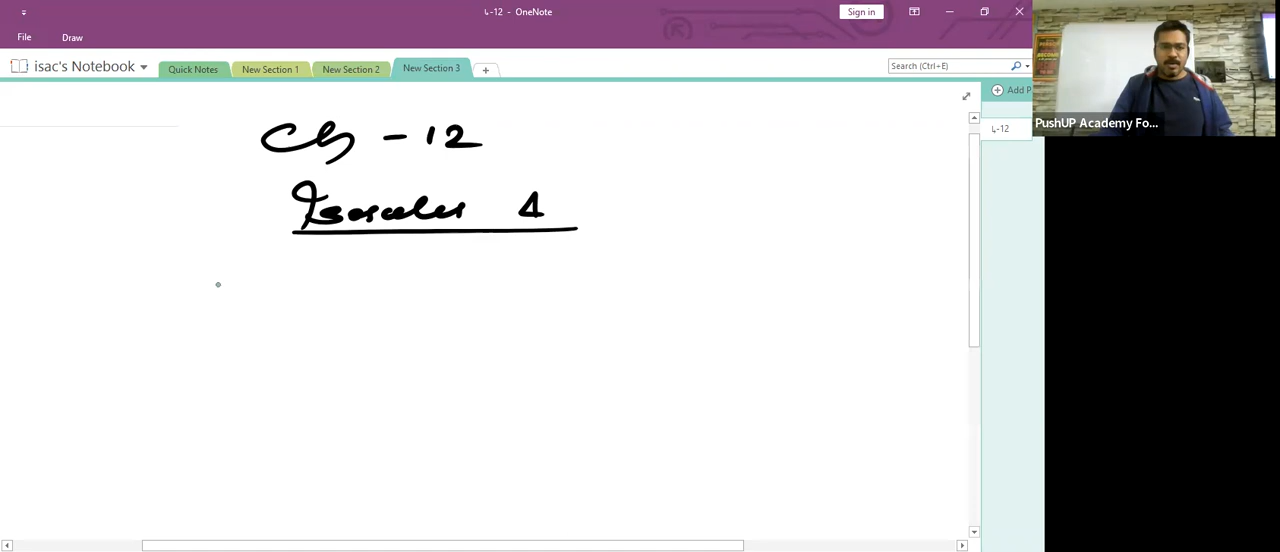 ↳-12 - OneNote
Sign in
File
Draw
isac's Notebook
Quick Notes
New Section 1
New Section 2
New Section 3
+
Search (Ctrl+E)
Add P
↳-12
PushUP Academy Fo...
Ch - 12
Isosceles Δ